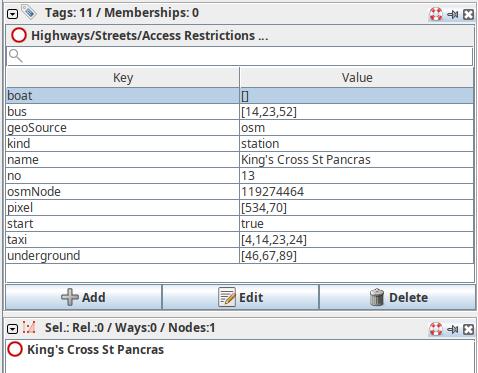 Tags: 11 / Memberships: 0
Highways/Streets/Access Restrictions ...
Key Value
boat []
bus [14,23,52]
geoSource osm
kind station
name King's Cross St Pancras
no 13
osmNode 119274464
pixel [534,70]
start true
taxi [4,14,23,24]
underground [46,67,89]
Add Edit Delete
Sel.: Rel.:0 / Ways:0 / Nodes:1
King's Cross St Pancras